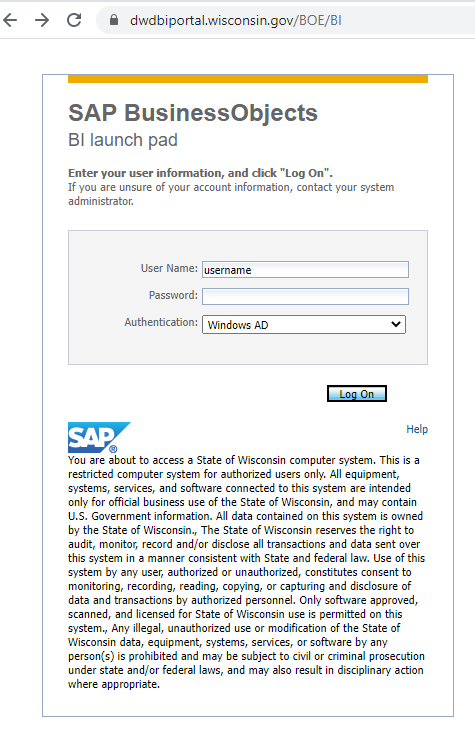 dwdbiportal.wisconsin.gov/BOE/BI
SAP BusinessObjects
BI launch pad
Enter your user information, and click "Log On".
If you are unsure of your account information, contact your system
administrator.
User Name: username
Password:
Authentication: Windows AD
Log On
SAP®
Help
You are about to access a State of Wisconsin computer system. This is a
restricted computer system for authorized users only. All equipment,
systems, services, and software connected to this system are intended
only for official business use of the State of Wisconsin, and may contain
U.S. Government information. All data contained on this system is owned
by the State of Wisconsin., The State of Wisconsin reserves the right to
audit, monitor, record and/or disclose all transactions and data sent over
this system in a manner consistent with State and federal law. Use of this
system by any user, authorized or unauthorized, constitutes consent to
monitoring, recording, reading, copying, or capturing and disclosure of
data and transactions by authorized personnel. Only software approved,
scanned, and licensed for State of Wisconsin use is permitted on this
system., Any illegal, unauthorized use or modification of the State of
Wisconsin data, equipment, systems, services, or software by any
person(s) is prohibited and may be subject to civil or criminal prosecution
under state and/or federal laws, and may also result in disciplinary action
where appropriate.